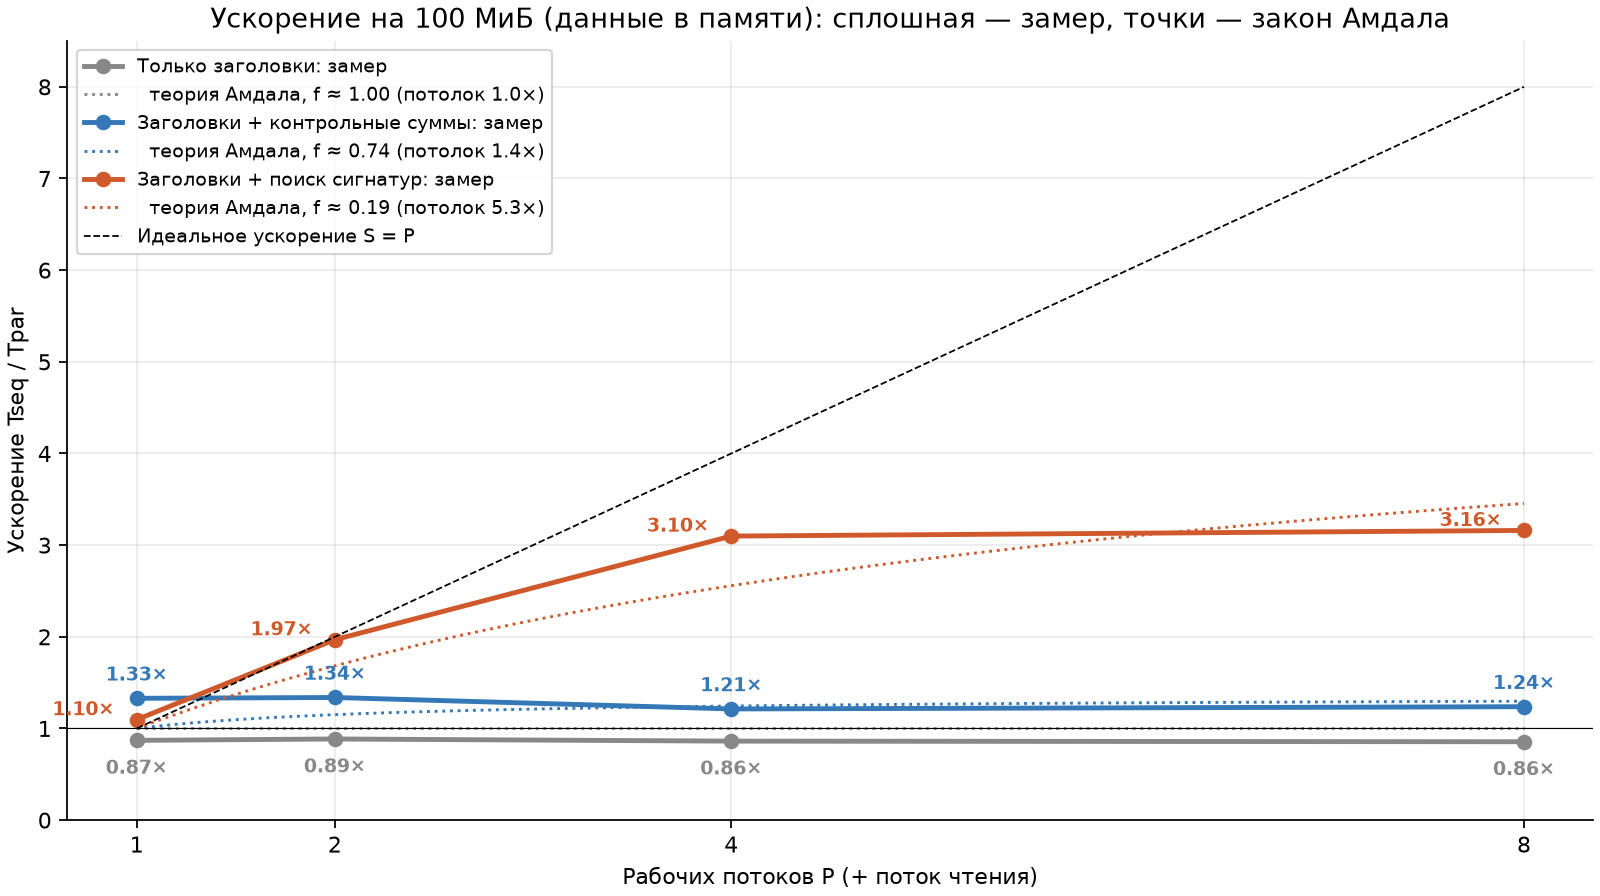 Ускорение на 100 МиБ (данные в памяти): сплошная — замер, точки — закон Амдала
Только заголовки: замер
теория Амдала, f ≈ 1.00 (потолок 1.0×)
Заголовки + контрольные суммы: замер
теория Амдала, f ≈ 0.74 (потолок 1.4×)
Заголовки + поиск сигнатур: замер
теория Амдала, f ≈ 0.19 (потолок 5.3×)
Идеальное ускорение S = P
Ускорение Tseq / Tpar
8
7
6
5
4
3
2
1
0
3.10×
3.16×
1.97×
1.33×
1.34×
1.21×
1.24×
1.10×
0.87×
0.89×
0.86×
0.86×
1
2
4
8
Рабочих потоков P (+ поток чтения)